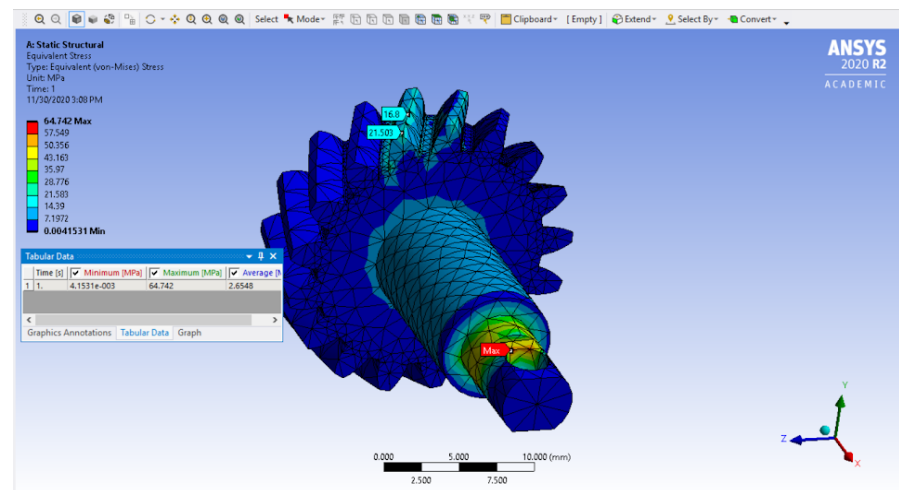 Select Mode Clipboard [ Empty ] Extend Select By Convert
A: Static Structural
Equivalent Stress
Type: Equivalent (von-Mises) Stress
Unit: MPa
Time: 1
11/30/2020 3:08 PM
64.742 Max
57.549
50.356
43.163
35.97
28.776
21.583
14.39
7.1972
0.0041531 Min
ANSYS
2020 R2
ACADEMIC
16.8
21.503
Max
Tabular Data
Time [s] Minimum [MPa] Maximum [MPa] Average [M
1 1. 4.1531e-003 64.742 2.6548
Graphics Annotations Tabular Data Graph
0.000 5.000 10.000 (mm)
2.500 7.500
Y
Z
X